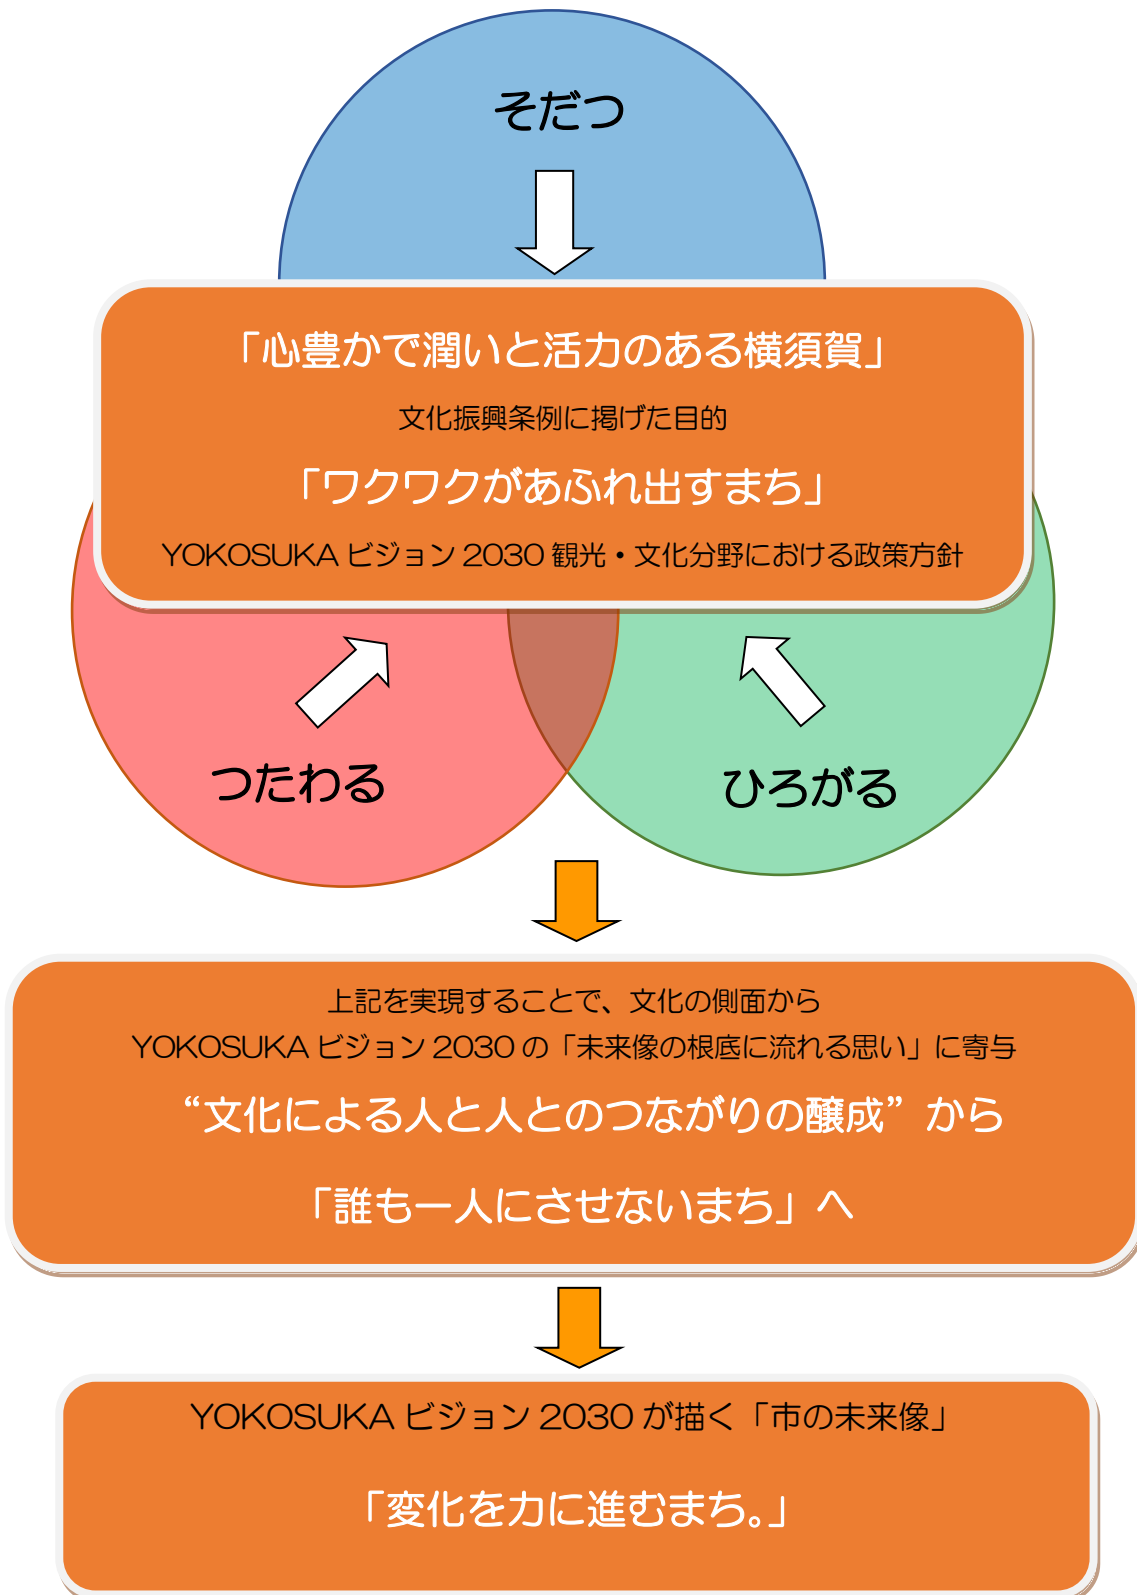 そだつ
「心豊かで潤いと活力のある横須賀」
文化振興条例に掲げた目的
「ワクワクがあふれ出すまち」
YOKOSUKA ビジョン 2030 観光・文化分野における政策方針
つたわる
ひろがる
上記を実現することで、文化の側面から
YOKOSUKA ビジョン 2030 の「未来像の根底に流れる思い」に寄与
“文化による人と人とのつながりの醸成”から
「誰も一人にさせないまち」へ
YOKOSUKA ビジョン 2030 が描く「市の未来像」
「変化を力に進むまち。」